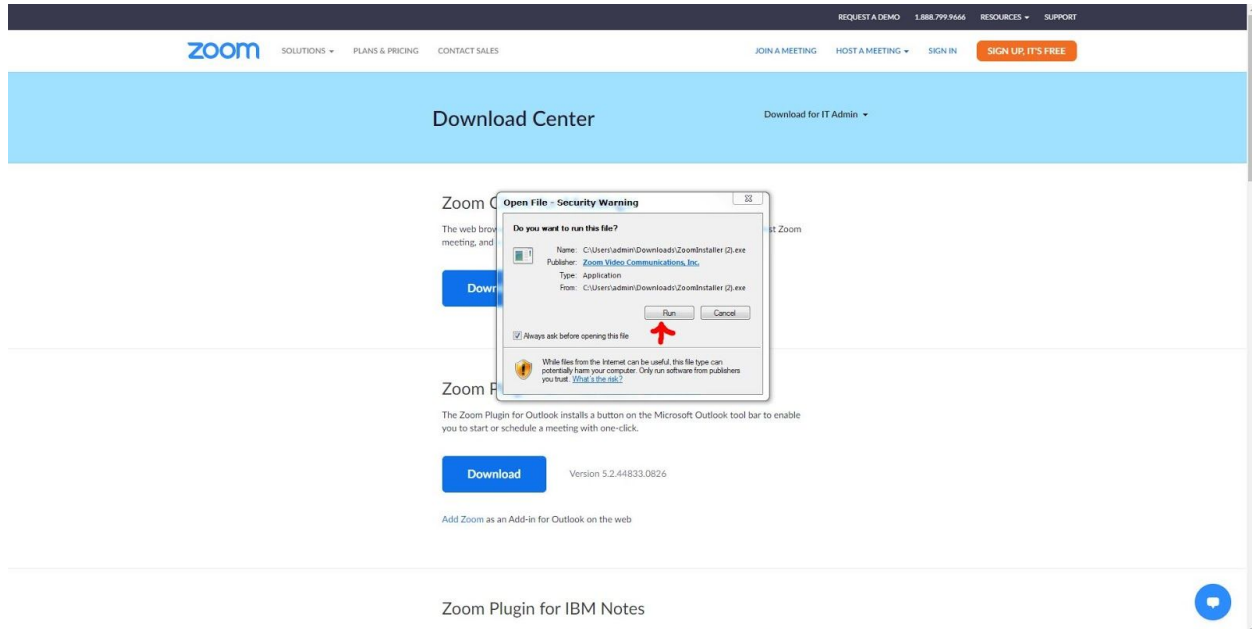 REQUEST A DEMO 1.888.799.9666 RESOURCES SUPPORT
zoom SOLUTIONS PLANS & PRICING CONTACT SALES JOIN A MEETING HOST A MEETING SIGN IN SIGN UP, IT'S FREE
Download Center Download for IT Admin
Zoom
The web brow
st Zoom
meeting, and
Down
Open File - Security Warning
Do you want to run this file?
Name: C:\Users\admin\Downloads\ZoomInstaller (2).exe
Publisher: Zoom Video Communications, Inc.
Type: Application
From: C:\Users\admin\Downloads\ZoomInstaller (2).exe
Run Cancel
Always ask before opening this file
While files from the Internet can be useful, this file type can
potentially harm your computer. Only run software from publishers
you trust. What's the risk?
Zoom P
The Zoom Plugin for Outlook installs a button on the Microsoft Outlook tool bar to enable
you to start or schedule a meeting with one-click.
Download Version 5.2.44833.0826
Add Zoom as an Add-in for Outlook on the web
Zoom Plugin for IBM Notes